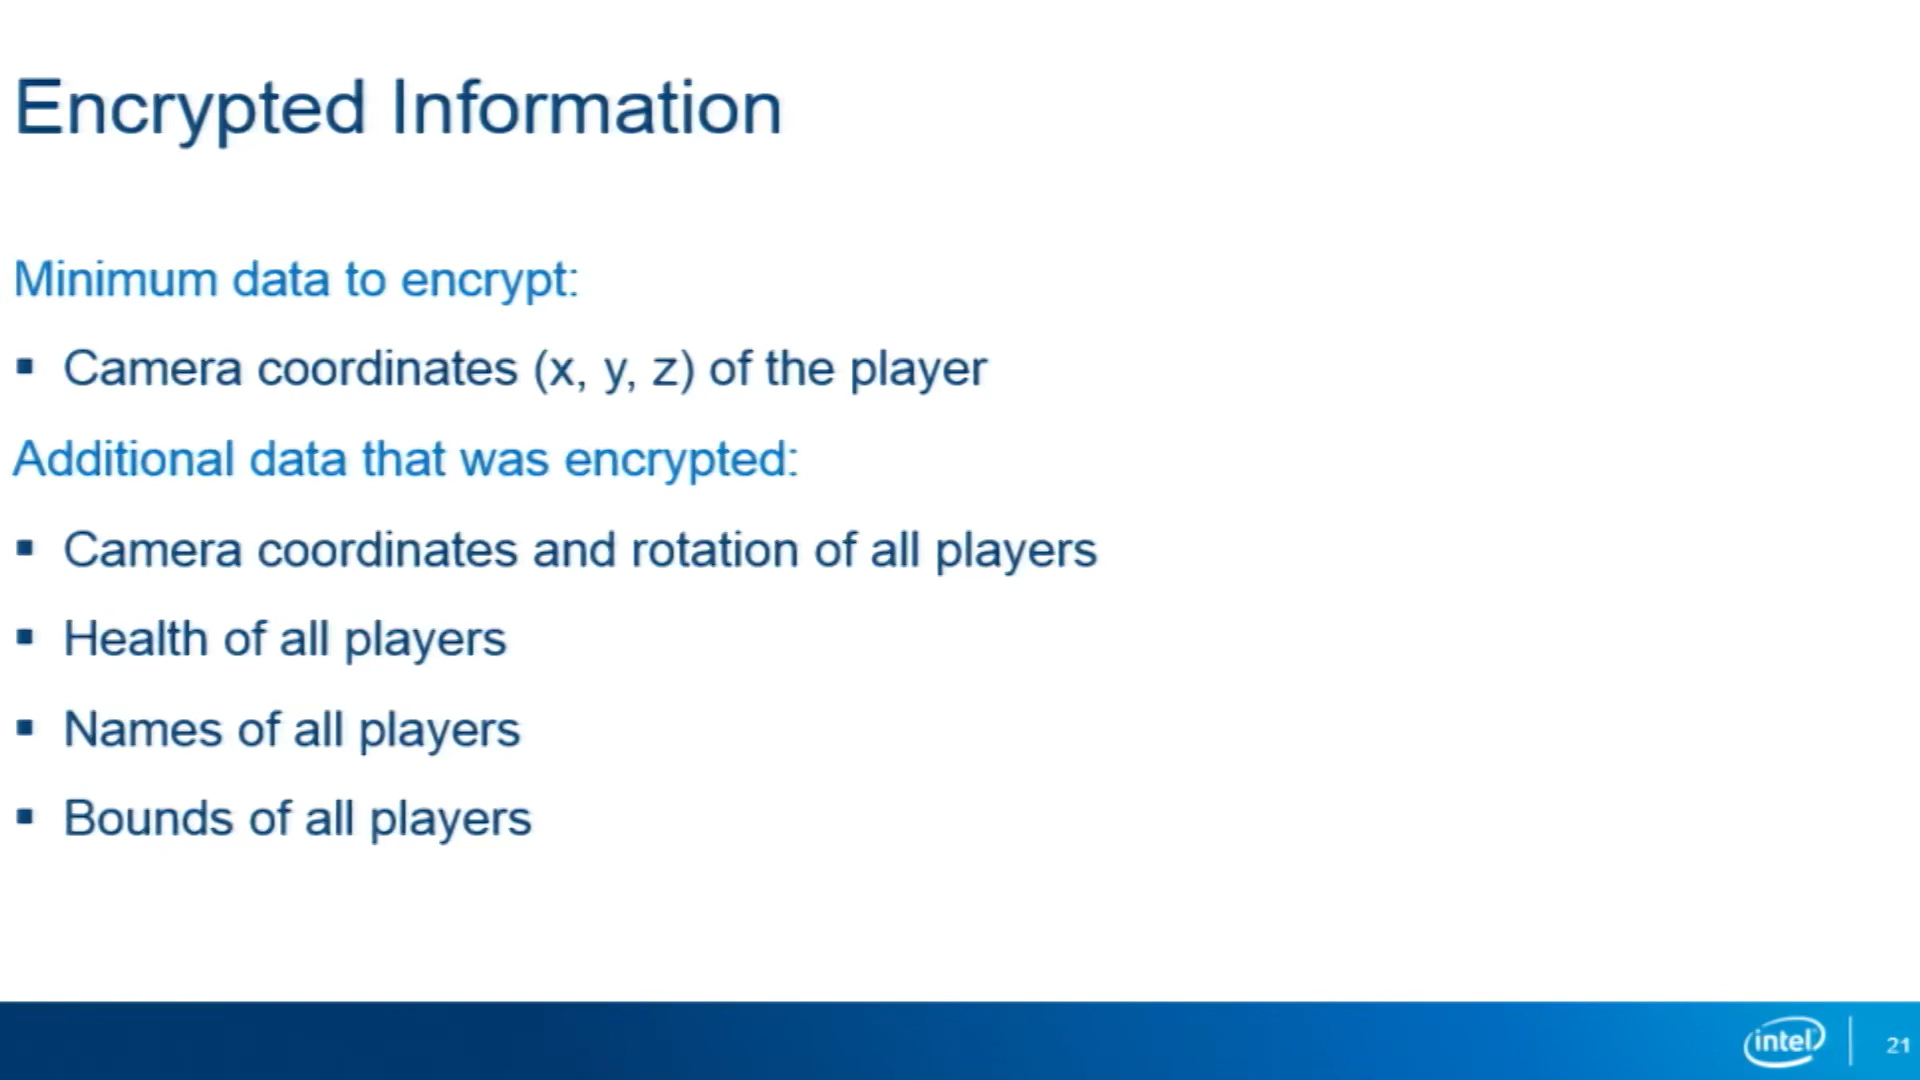 Encrypted Information
Minimum data to encrypt:
▪ Camera coordinates (x, y, z) of the player
Additional data that was encrypted:
▪ Camera coordinates and rotation of all players
▪ Health of all players
▪ Names of all players
▪ Bounds of all players
intel
21